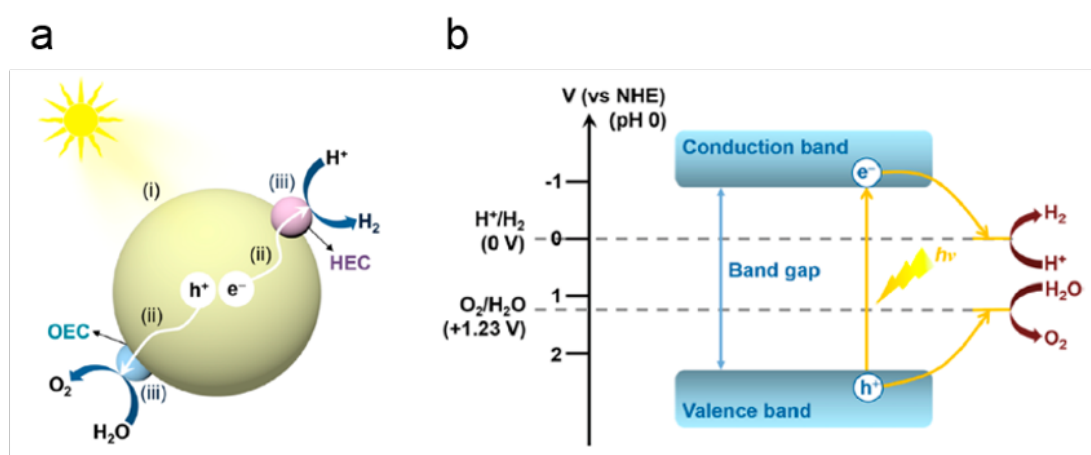 a
b
(i)
(iii)
H⁺
H₂
HEC
(ii)
h⁺ e⁻
(ii)
OEC
O₂
(iii)
H₂O
V (vs NHE)
(pH 0)
-1
H⁺/H₂
(0 V)
0
1
O₂/H₂O
(+1.23 V)
2
Conduction band
e⁻
Band gap
hν
h⁺
Valence band
H₂
H⁺
H₂O
O₂